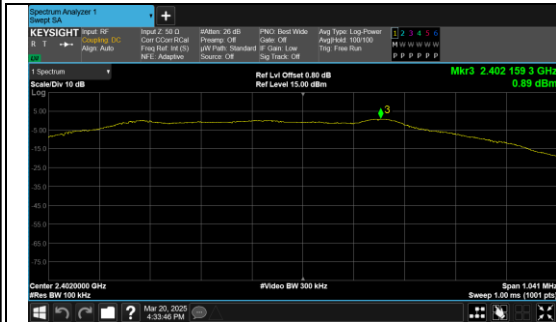 Spectrum Analyzer 1
Swept SA
+
KEYSIGHT
R T
Input: RF
Coupling: DC
Align: Auto
Input Z: 50 Ω
Corr CCorr RCal
Freq Ref: Int (S)
NFE: Adaptive
#Atten: 26 dB
Preamp: Off
µW Path: Standard
Source: Off
PNO: Best Wide
Gate: Off
IF Gain: Low
Sig Track: Off
Avg Type: Log-Power
Avg|Hold: 100/100
Trig: Free Run
1 2 3 4 5 6
M W W W W W
P P P P P P
1 Spectrum
Scale/Div 10 dB
Ref Lvl Offset 0.80 dB
Ref Level 15.00 dBm
Mkr3 2.402 159 3 GHz
0.89 dBm
Log
5.00
-5.00
-15.0
-25.0
-35.0
-45.0
-55.0
-65.0
-75.0
3
Center 2.4020000 GHz
#Res BW 100 kHz
#Video BW 300 kHz
Span 1.041 MHz
Sweep 1.00 ms (1001 pts)
?
Mar 20, 2025
4:33:46 PM